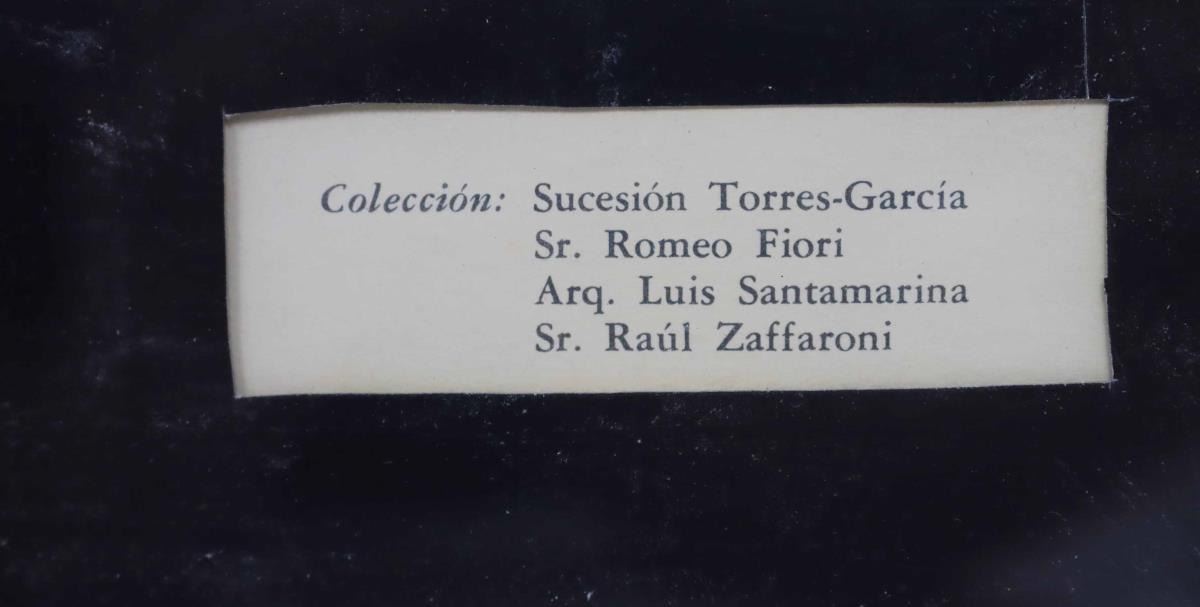 Colección: Sucesión Torres-García
Sr. Romeo Fiori
Arq. Luis Santamarina
Sr. Raúl Zaffaroni